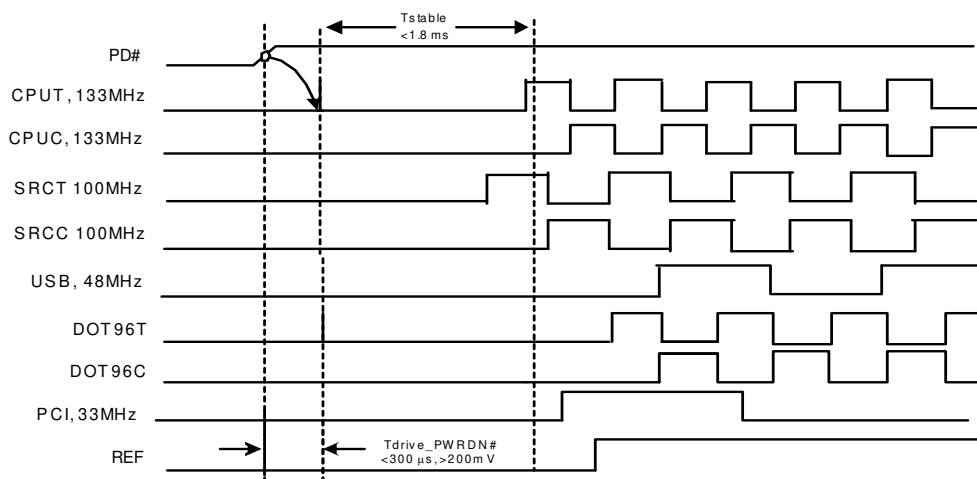 Tstable
<1.8 ms
PD#
CPUT, 133MHz
CPUC, 133MHz
SRCT 100MHz
SRCC 100MHz
USB, 48MHz
DOT96T
DOT96C
PCI, 33MHz
REF
Tdrive_PWRDN#
<300 µs, >200mV